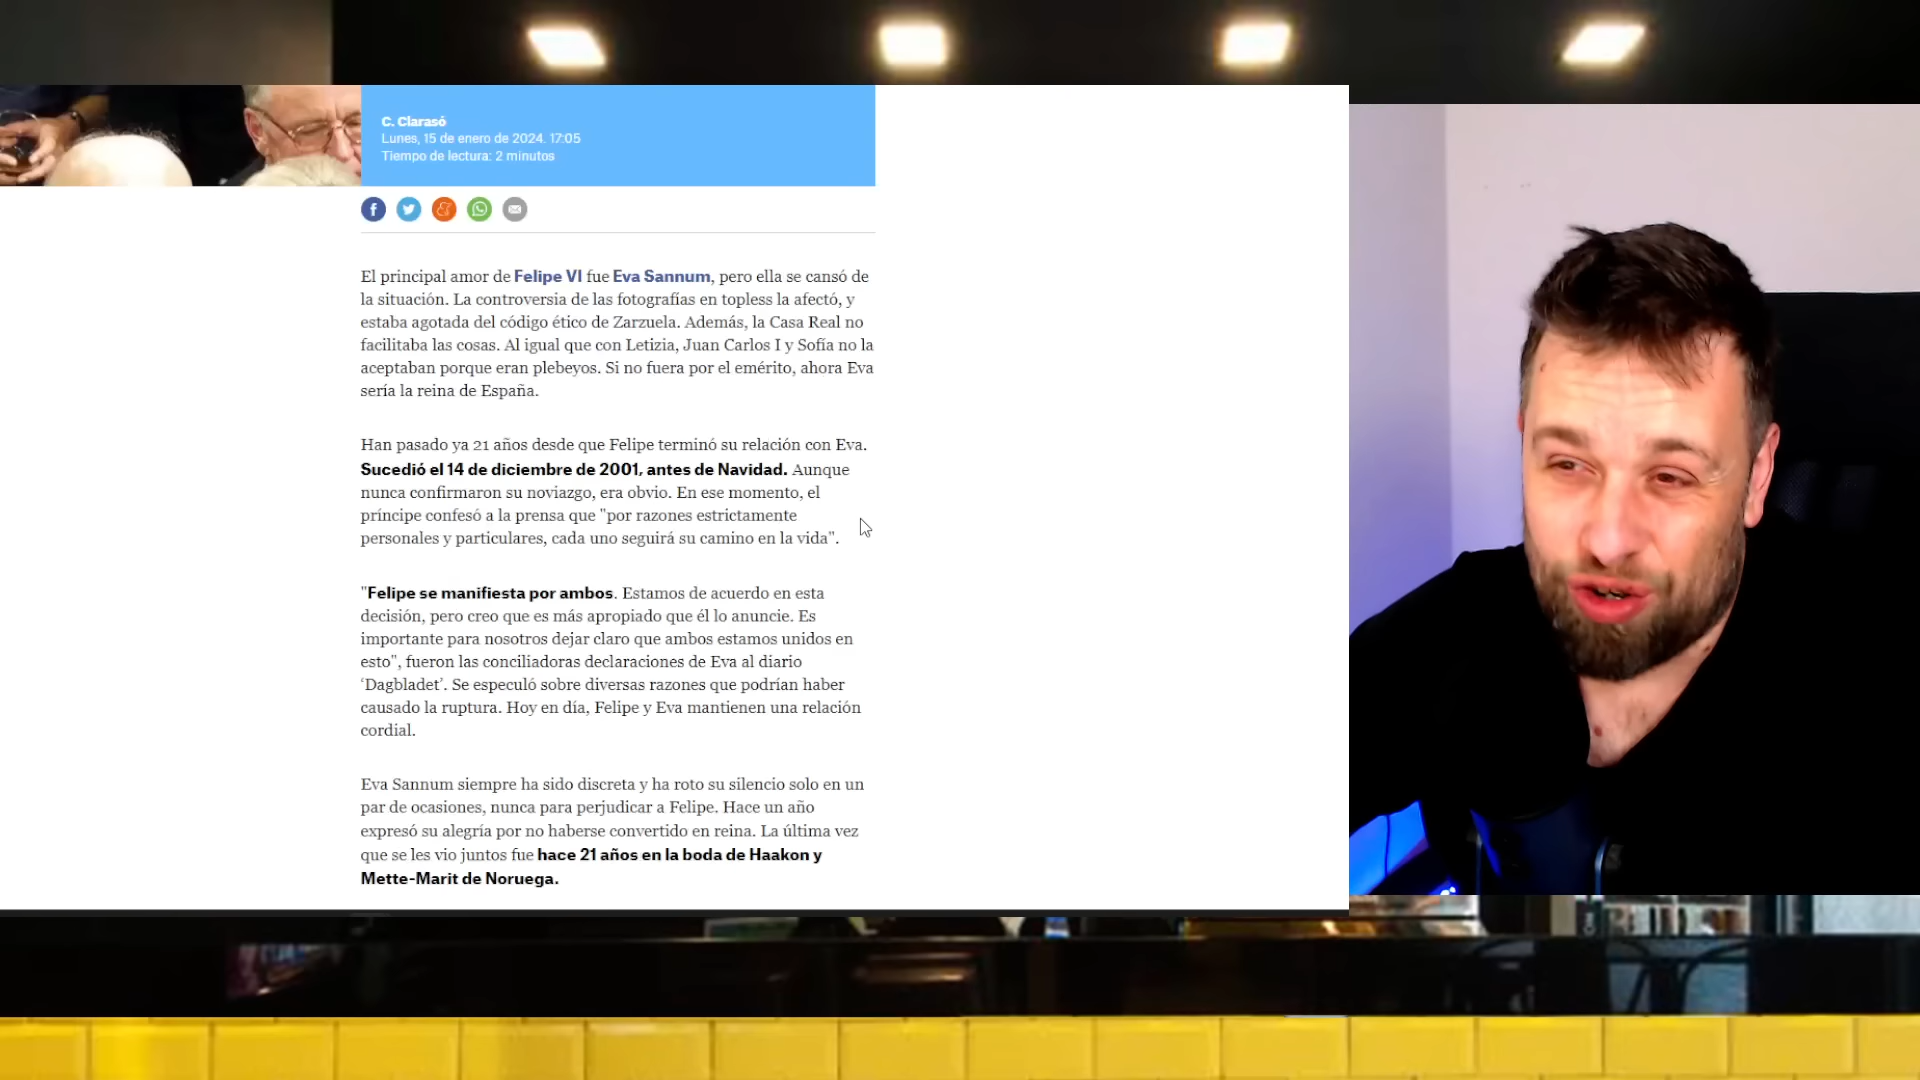 C. Clarasó
Lunes, 15 de enero de 2024. 17:05
Tiempo de lectura: 2 minutos
El principal amor de Felipe VI fue Eva Sannum, pero ella se cansó de
la situación. La controversia de las fotografías en topless la afectó, y
estaba agotada del código ético de Zarzuela. Además, la Casa Real no
facilitaba las cosas. Al igual que con Letizia, Juan Carlos I y Sofía no la
aceptaban porque eran plebeyos. Si no fuera por el emérito, ahora Eva
sería la reina de España.
Han pasado ya 21 años desde que Felipe terminó su relación con Eva.
Sucedió el 14 de diciembre de 2001, antes de Navidad. Aunque
nunca confirmaron su noviazgo, era obvio. En ese momento, el
príncipe confesó a la prensa que "por razones estrictamente
personales y particulares, cada uno seguirá su camino en la vida".
"Felipe se manifiesta por ambos. Estamos de acuerdo en esta
decisión, pero creo que es más apropiado que él lo anuncie. Es
importante para nosotros dejar claro que ambos estamos unidos en
esto", fueron las conciliadoras declaraciones de Eva al diario
‘Dagbladet’. Se especuló sobre diversas razones que podrían haber
causado la ruptura. Hoy en día, Felipe y Eva mantienen una relación
cordial.
Eva Sannum siempre ha sido discreta y ha roto su silencio solo en un
par de ocasiones, nunca para perjudicar a Felipe. Hace un año
expresó su alegría por no haberse convertido en reina. La última vez
que se les vio juntos fue hace 21 años en la boda de Haakon y
Mette-Marit de Noruega.